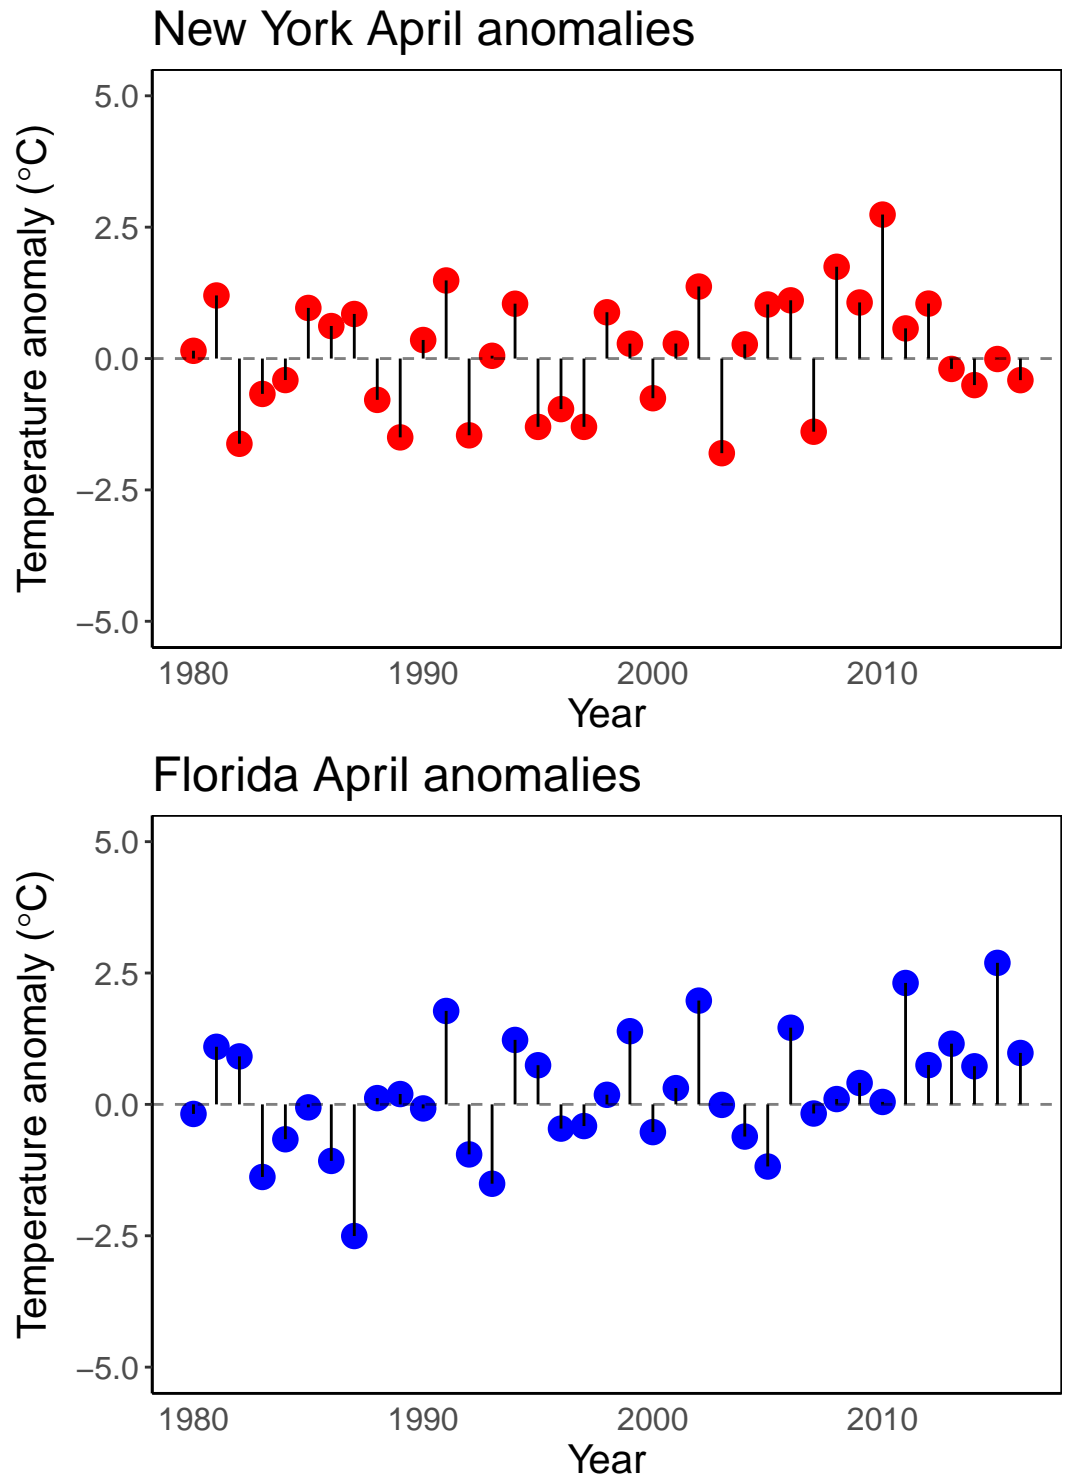 New York April anomalies
Temperature anomaly (°C)
5.0
2.5
0.0
−2.5
−5.0
1980 1990 2000 2010
Year
Florida April anomalies
Temperature anomaly (°C)
5.0
2.5
0.0
−2.5
−5.0
1980 1990 2000 2010
Year